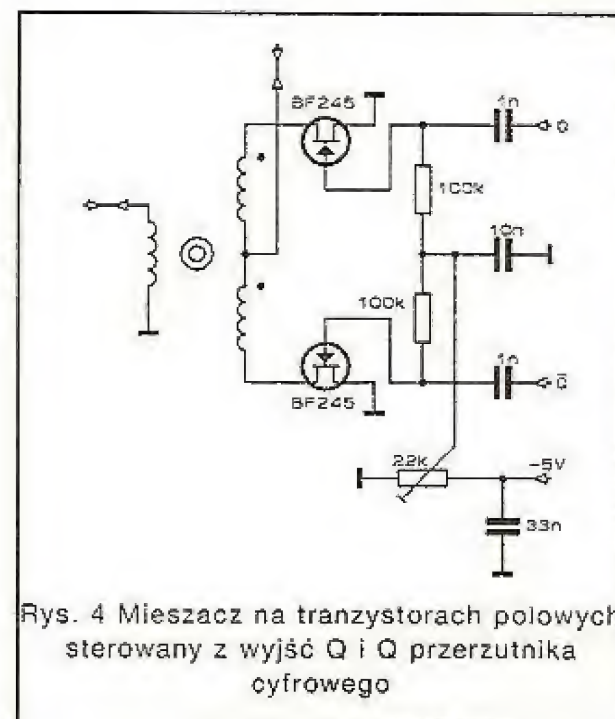 BF245
1n
Q
100k
10n
100k
1n
Q̄
BF245
22k
-5V
33n
Rys. 4 Mieszacz na tranzystorach polowych
sterowany z wyjść Q i Q przerzutnika
cyfrowego